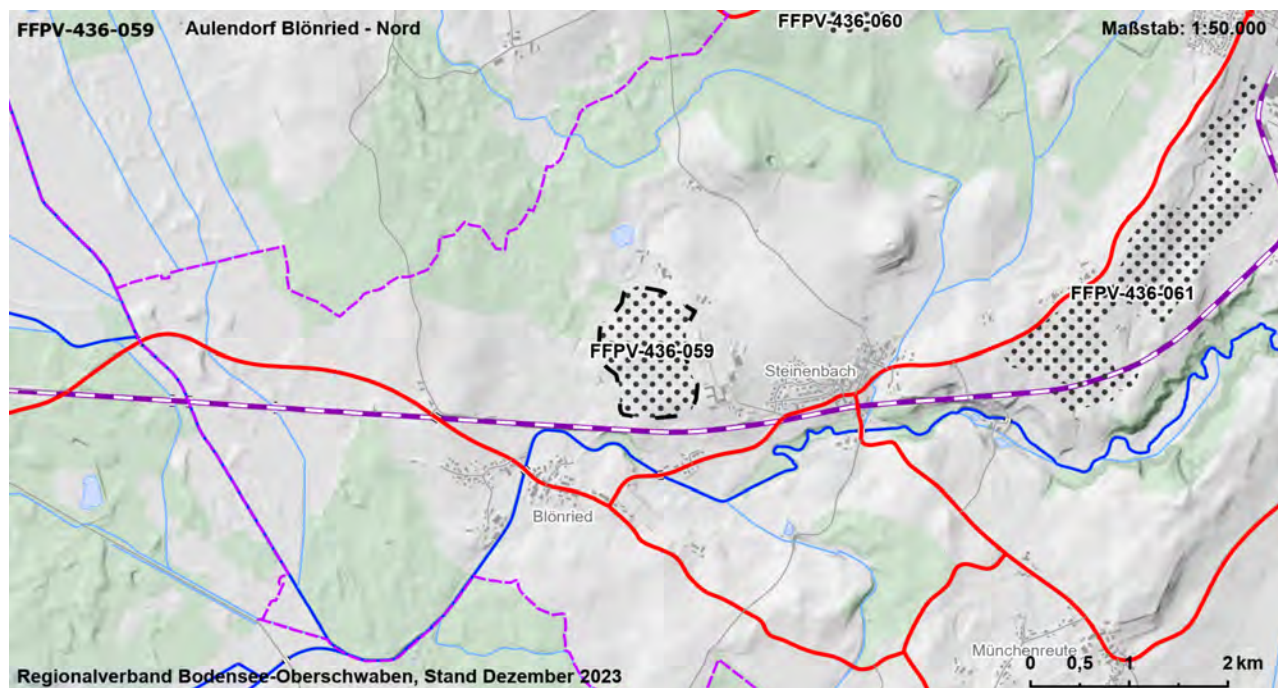 FFPV-436-059 Aulendorf Blönried - Nord
FFPV-436-060
Maßstab: 1:50.000
FFPV-436-061
FFPV-436-059
Steinenbach
Blönried
Münchenreute
0 0,5 1 2 km
Regionalverband Bodensee-Oberschwaben, Stand Dezember 2023